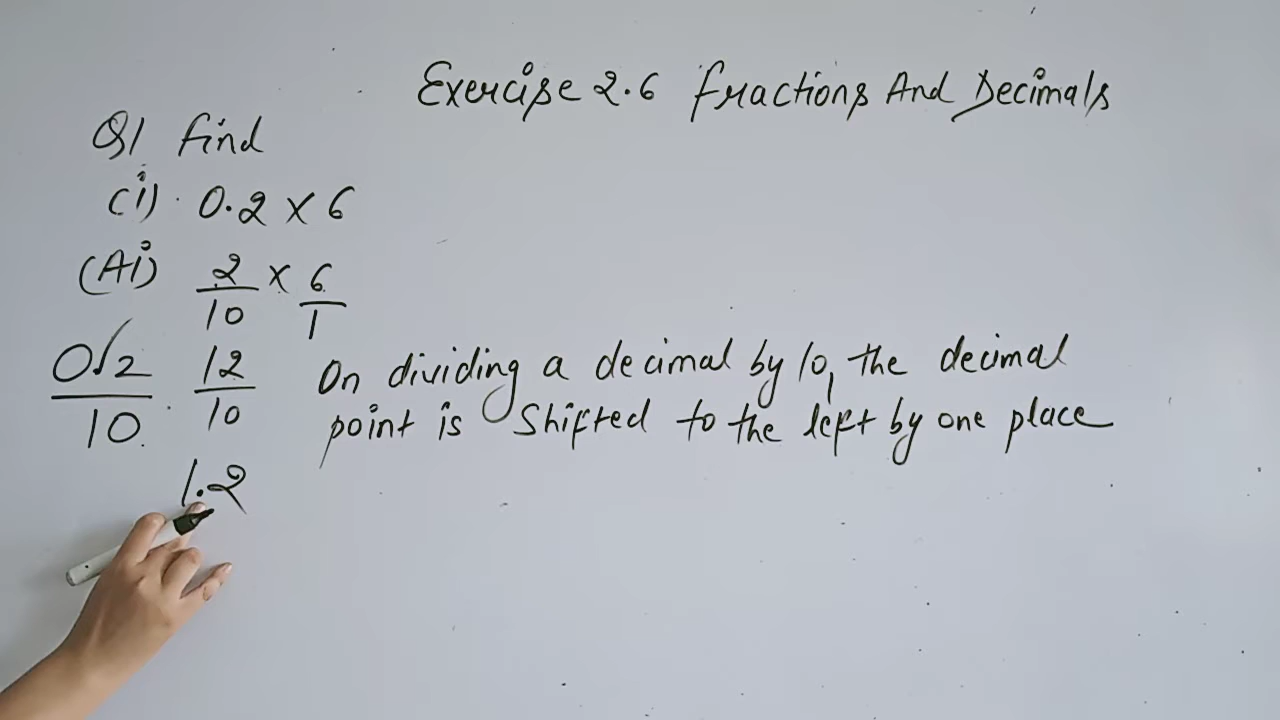 Exercise 2.6 Fractions And Decimals
Q1 Find
(i) 0.2 × 6
(Ai) 2/10 × 6/1
0.2/10 12/10
On dividing a decimal by 10, the decimal
point is Shifted to the left by one place
1.2